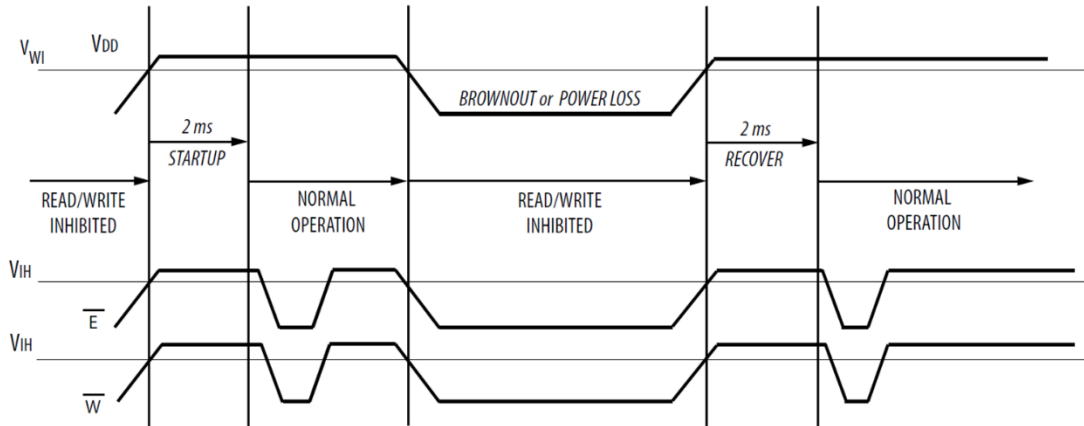 VWI
VDD
BROWNOUT or POWER LOSS
2 ms
STARTUP
2 ms
RECOVER
READ/WRITE
INHIBITED
NORMAL
OPERATION
READ/WRITE
INHIBITED
NORMAL
OPERATION
VIH
E
VIH
W